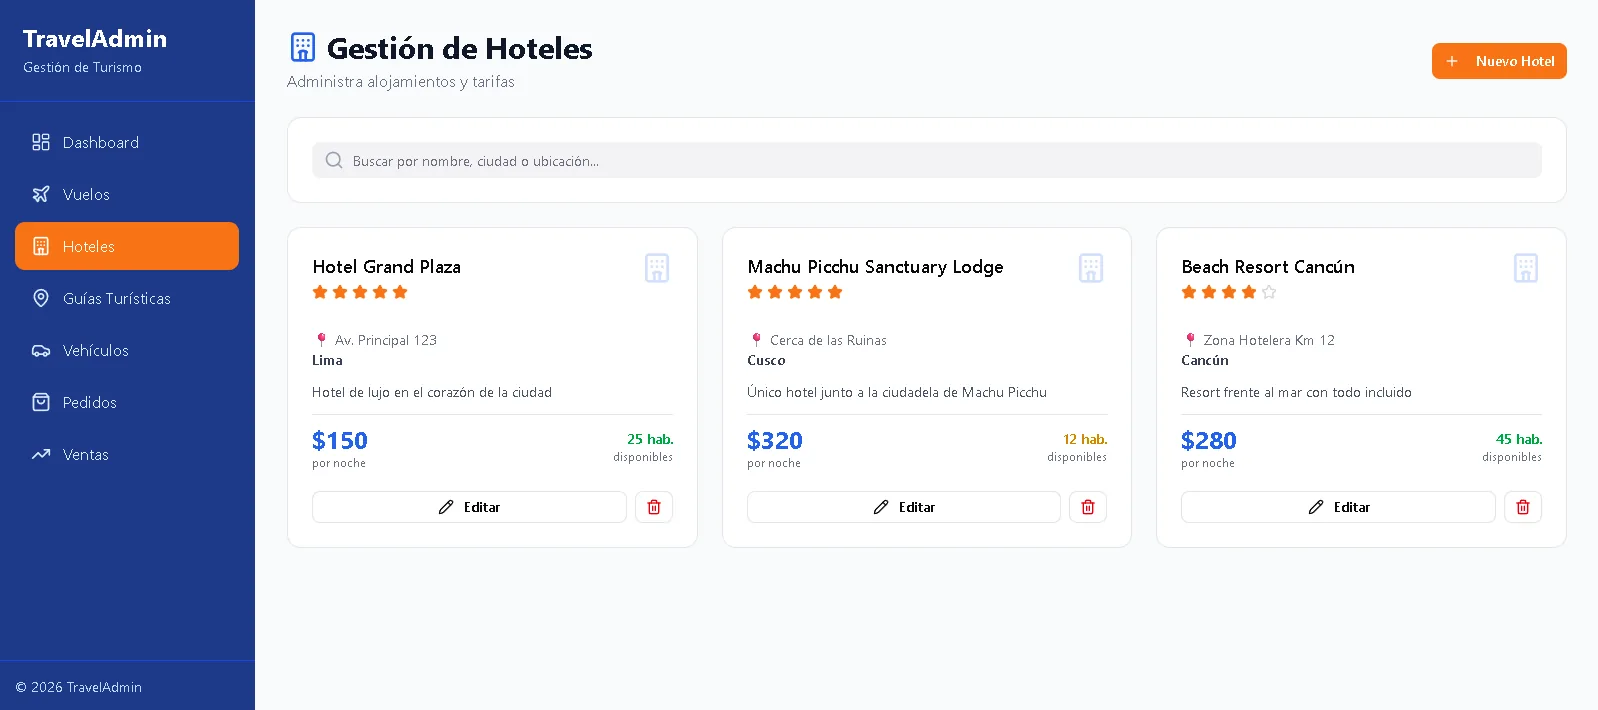 TravelAdmin
Gestión de Turismo
Dashboard
Vuelos
Hoteles
Guías Turísticas
Vehículos
Pedidos
Ventas
© 2026 TravelAdmin
Gestión de Hoteles
Administra alojamientos y tarifas
+ Nuevo Hotel
Buscar por nombre, ciudad o ubicación...
Hotel Grand Plaza
Av. Principal 123
Lima
Hotel de lujo en el corazón de la ciudad
$150
por noche
25 hab.
disponibles
Editar
Machu Picchu Sanctuary Lodge
Cerca de las Ruinas
Cusco
Único hotel junto a la ciudadela de Machu Picchu
$320
por noche
12 hab.
disponibles
Editar
Beach Resort Cancún
Zona Hotelera Km 12
Cancún
Resort frente al mar con todo incluido
$280
por noche
45 hab.
disponibles
Editar